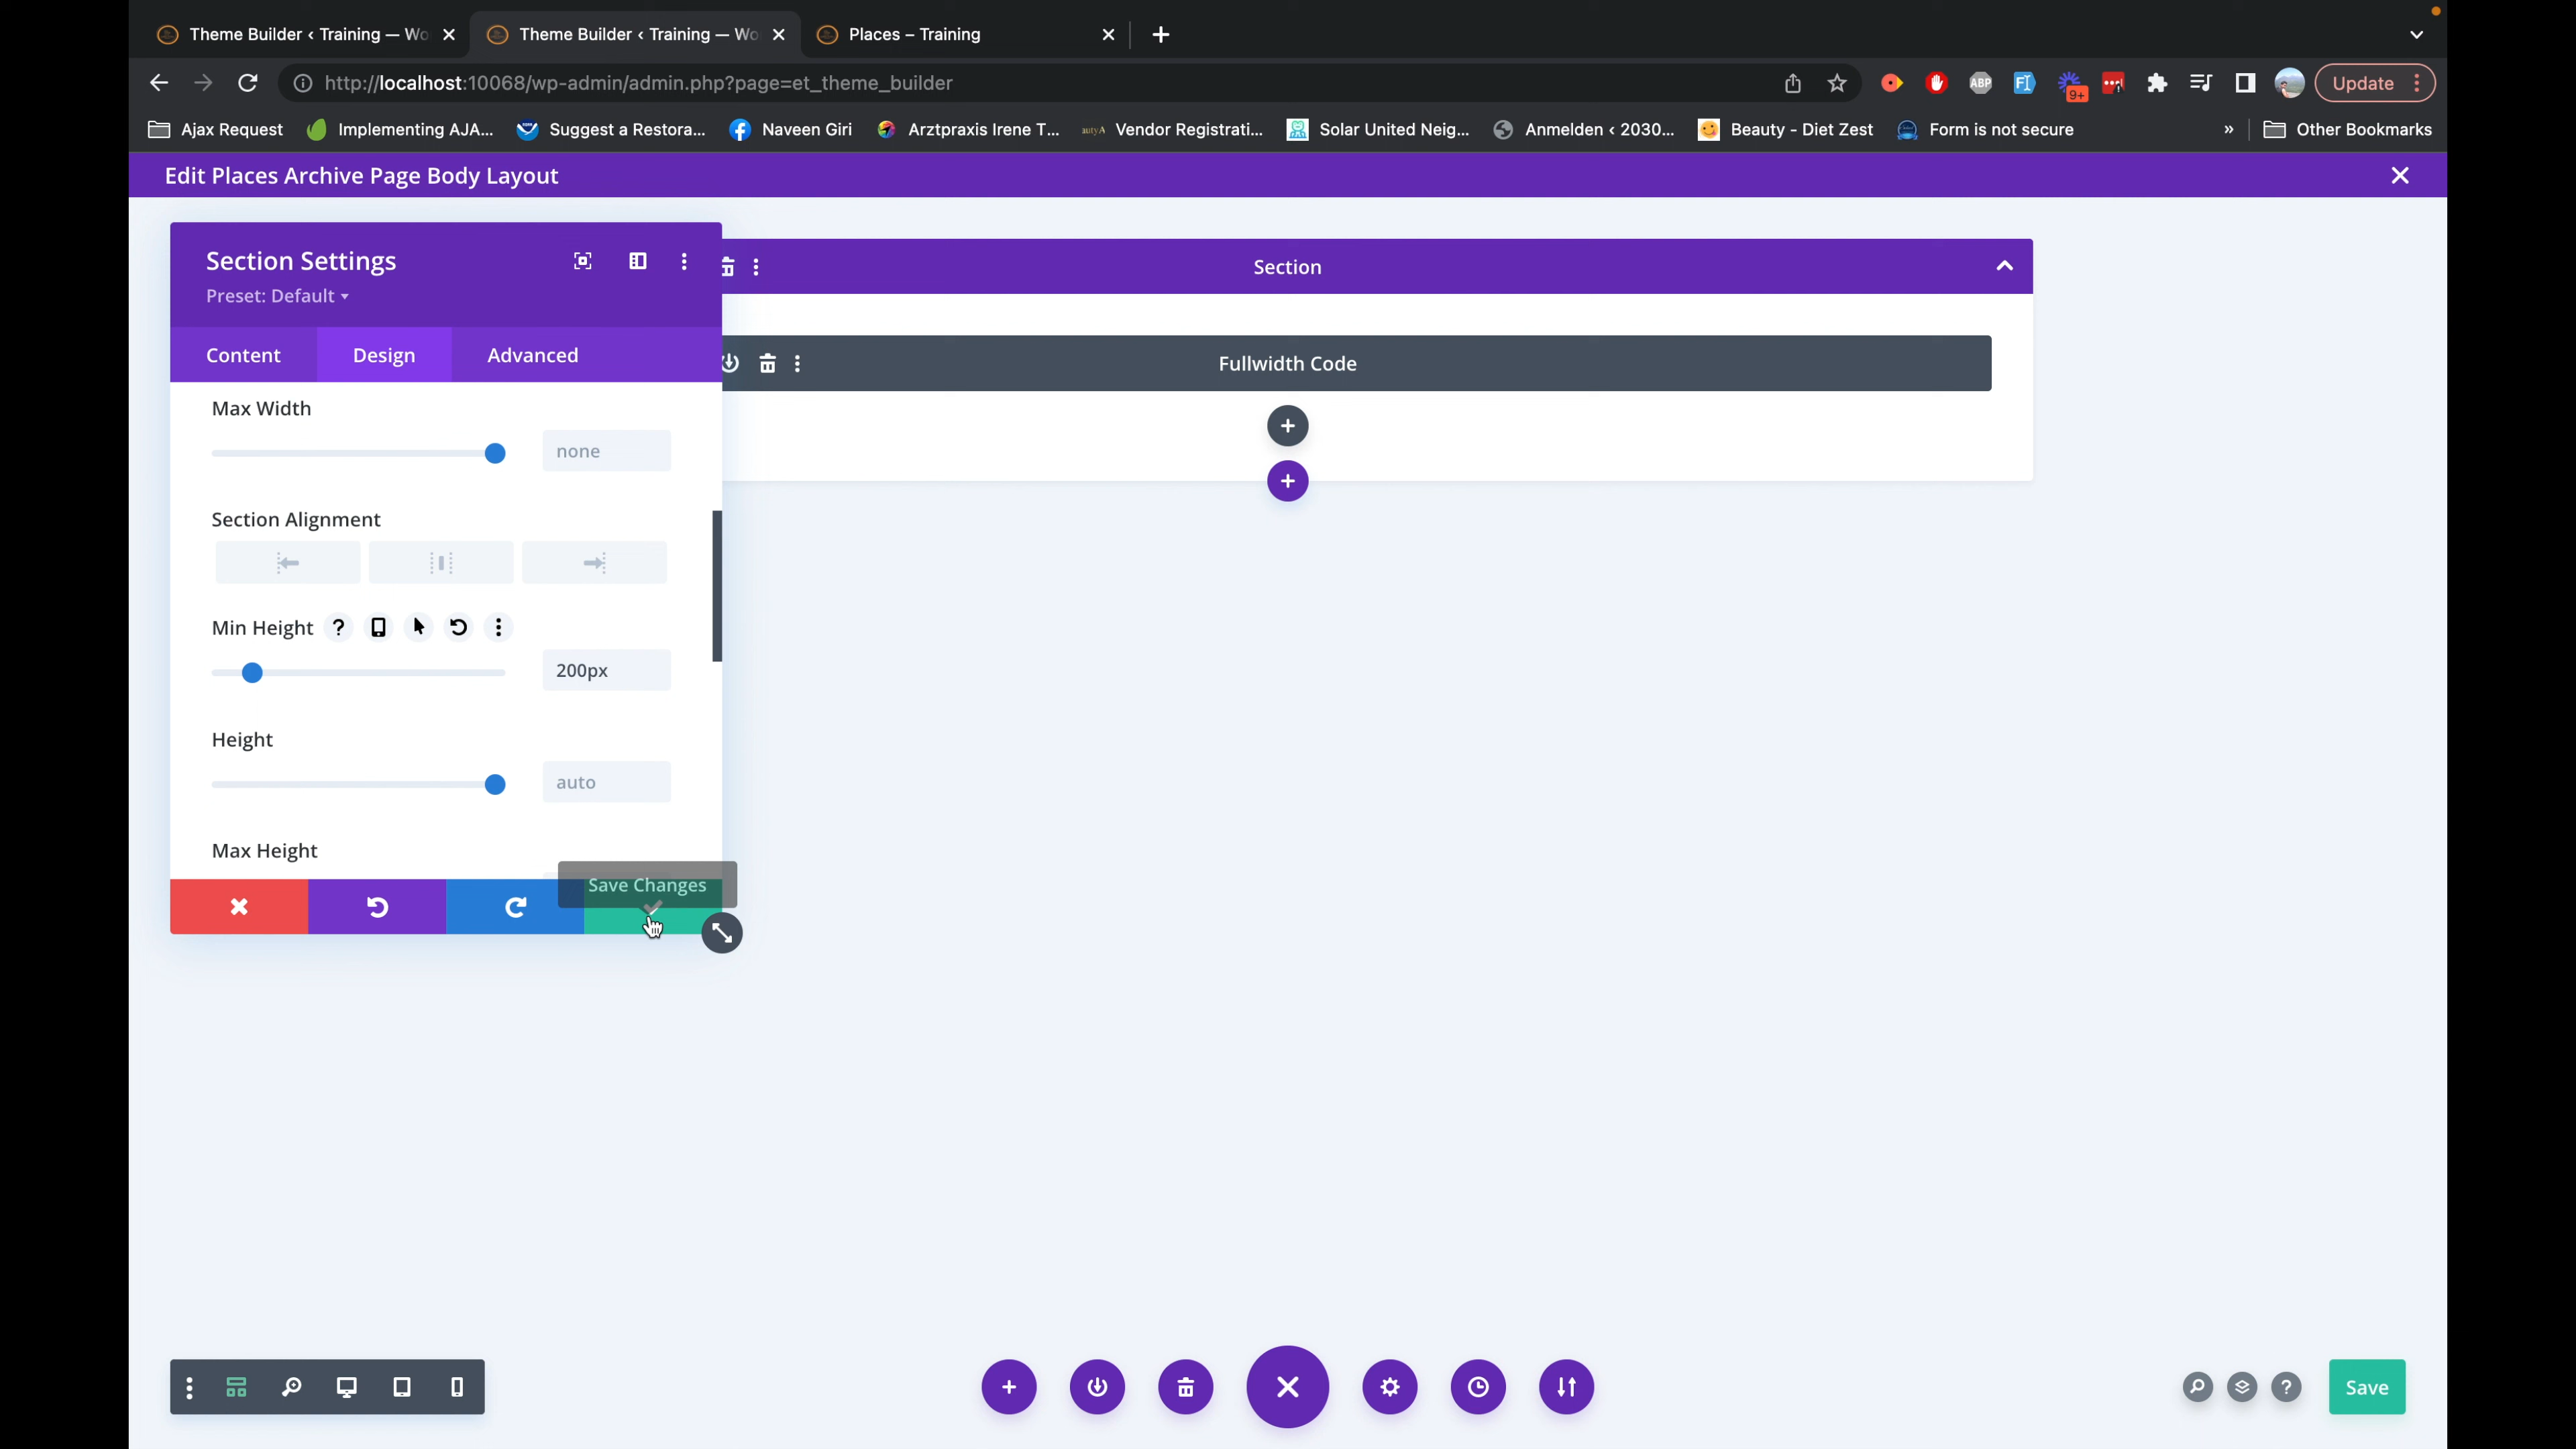 Theme Builder ‹ Training — Wo
Theme Builder ‹ Training — Wo
Places – Training
http://localhost:10068/wp-admin/admin.php?page=et_theme_builder
ABP
9+
Update
Ajax Request
Implementing AJA...
Suggest a Restora...
Naveen Giri
Arztpraxis Irene T...
Vendor Registrati...
Solar United Neig...
Anmelden ‹ 2030...
Beauty - Diet Zest
Form is not secure
»
Other Bookmarks
Edit Places Archive Page Body Layout
Section Settings
Preset: Default
Content
Design
Advanced
Section
Fullwidth Code
Max Width
none
Section Alignment
Min Height
?
200px
Height
auto
Max Height
Save Changes
?
Save